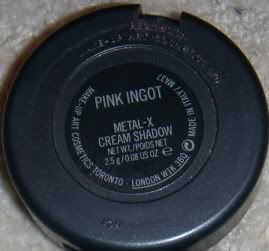 PINK INGOT
METAL-X
CREAM SHADOW
NET WT./POIDS NET
2.5 g / 0.08 US OZ e
MAKE-UP ART COSMETICS TORONTO · LONDON W1K 3BQ
MADE IN ITALY/